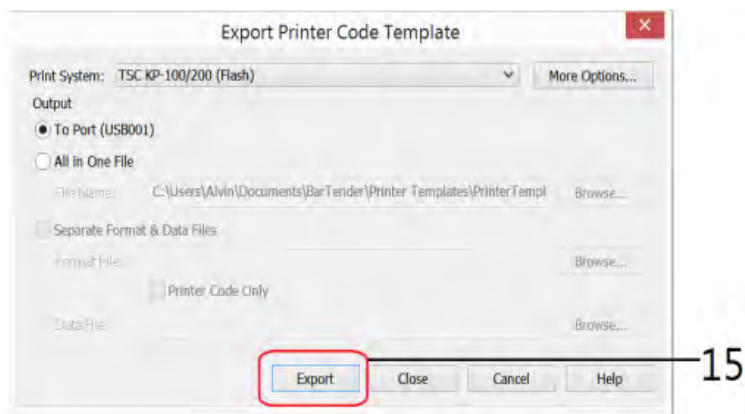 Export Printer Code Template
Print System: TSC KP-100/200 (Flash) More Options...
Output
To Port (USB001)
All in One File
File Name: C:\Users\Alvin\Documents\BarTender\Printer Templates\PrinterTempl Browse...
Separate Format & Data Files
Format File: Browse...
Printer Code Only
Data File: Browse...
Export Close Cancel Help
15